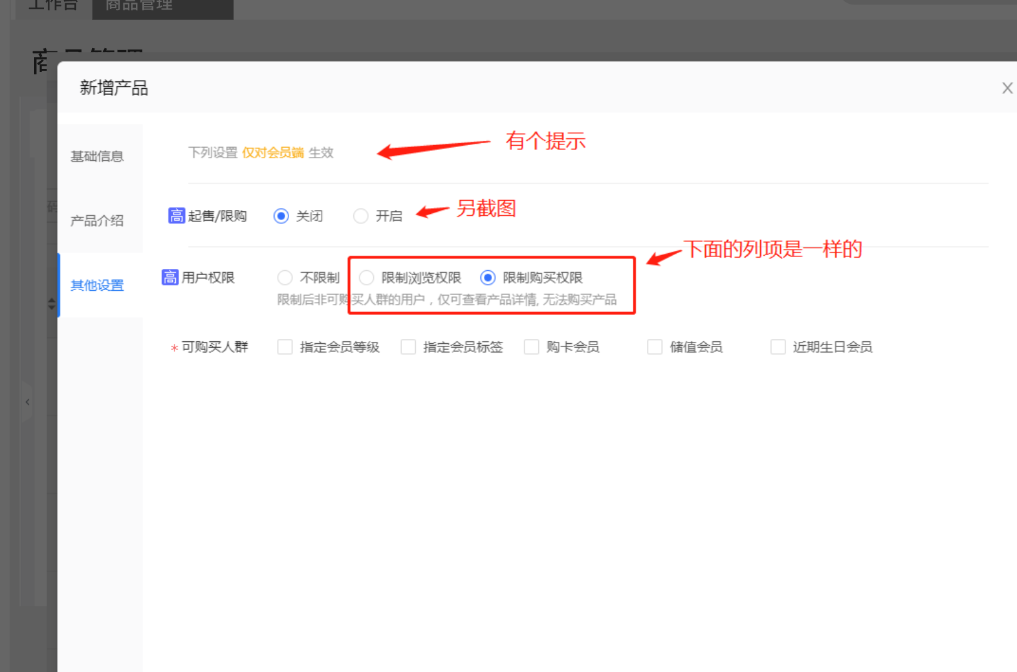 工作台 商品管理
商品管理
新增产品 X
基础信息
下列设置 仅对会员端 生效
有个提示
码
产品介绍
高 起售/限购 关闭 开启
另截图
下面的列项是一样的
其他设置
高 用户权限 不限制 限制浏览权限 限制购买权限
限制后非可购买人群的用户，仅可查看产品详情, 无法购买产品
* 可购买人群 指定会员等级 指定会员标签 购卡会员 储值会员 近期生日会员